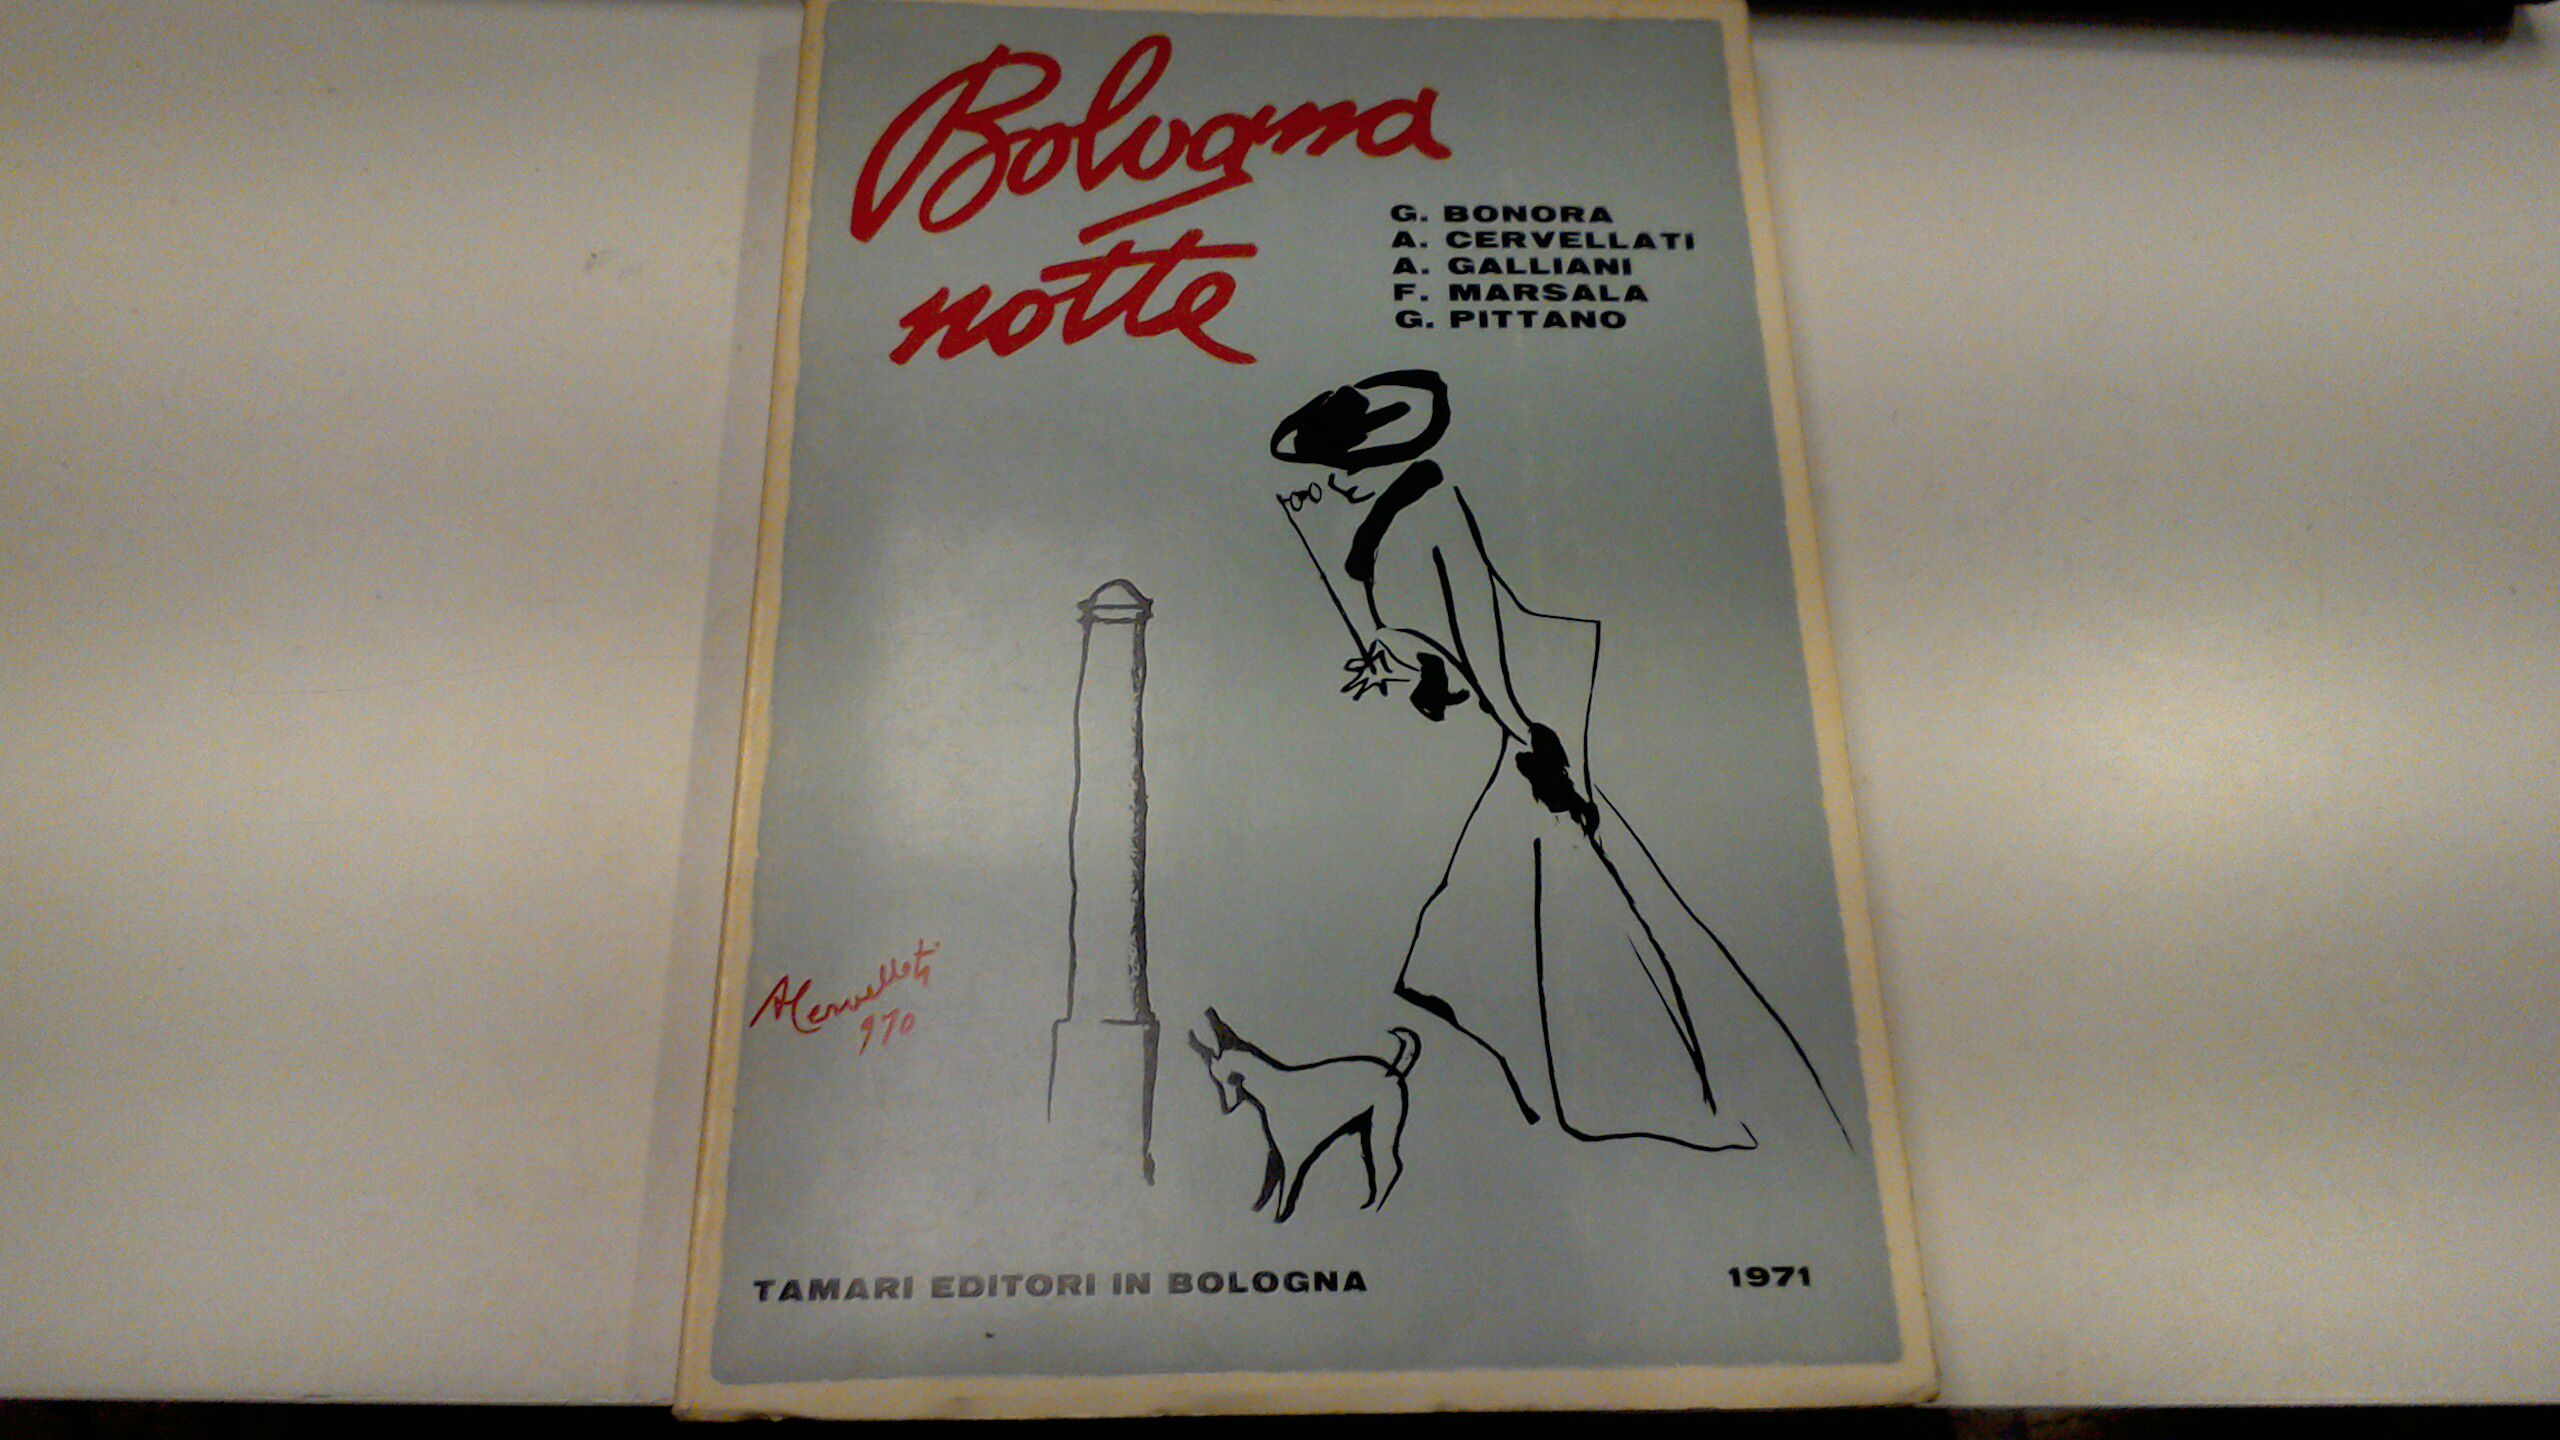 Bologna
notte
G. BONORA
A. CERVELLATI
A. GALLIANI
F. MARSALA
G. PITTANO
A Cervellati
970
TAMARI EDITORI IN BOLOGNA
1971